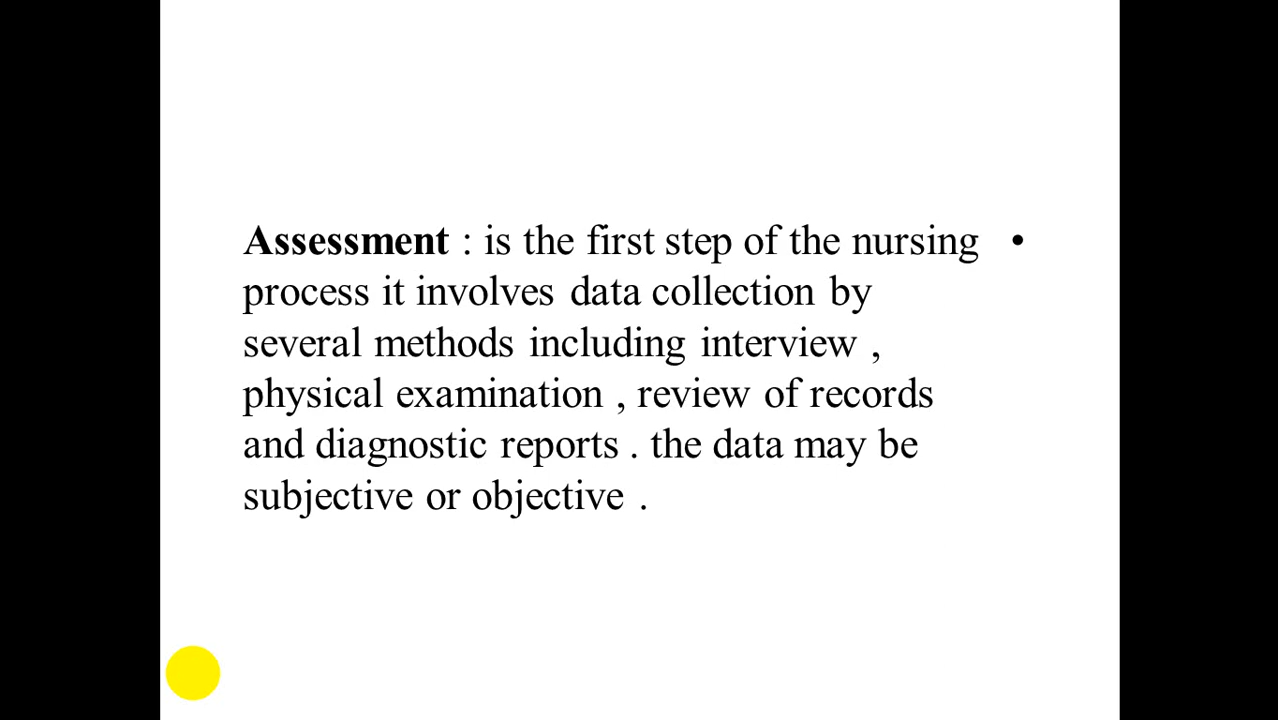 • Assessment : is the first step of the nursing
process it involves data collection by
several methods including interview ,
physical examination , review of records
and diagnostic reports . the data may be
subjective or objective .